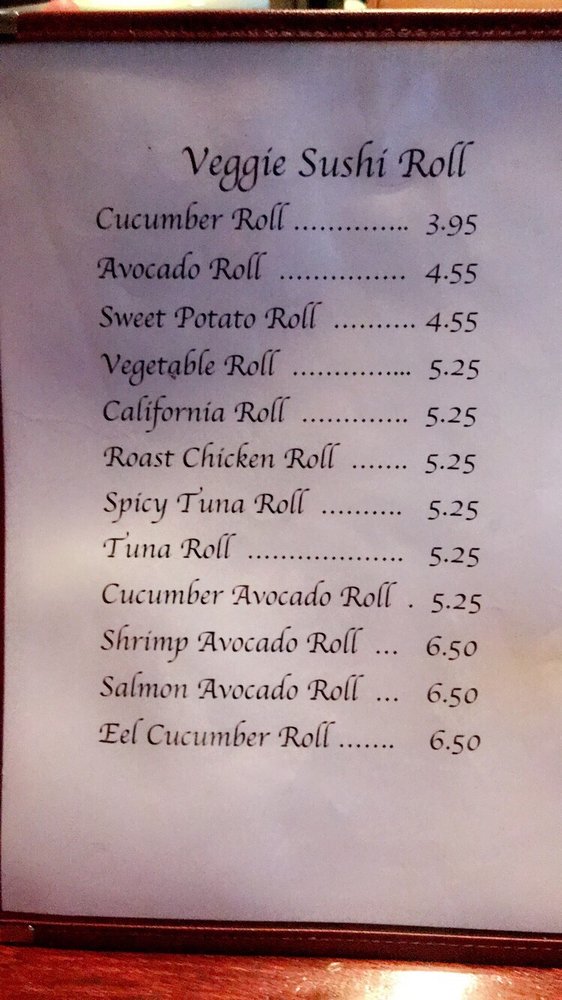 Veggie Sushi Roll
Cucumber Roll .............. 3.95
Avocado Roll ............... 4.55
Sweet Potato Roll .......... 4.55
Vegetable Roll .............. 5.25
California Roll ............. 5.25
Roast Chicken Roll ....... 5.25
Spicy Tuna Roll .......... 5.25
Tuna Roll ................... 5.25
Cucumber Avocado Roll . 5.25
Shrimp Avocado Roll ... 6.50
Salmon Avocado Roll ... 6.50
Eel Cucumber Roll ....... 6.50